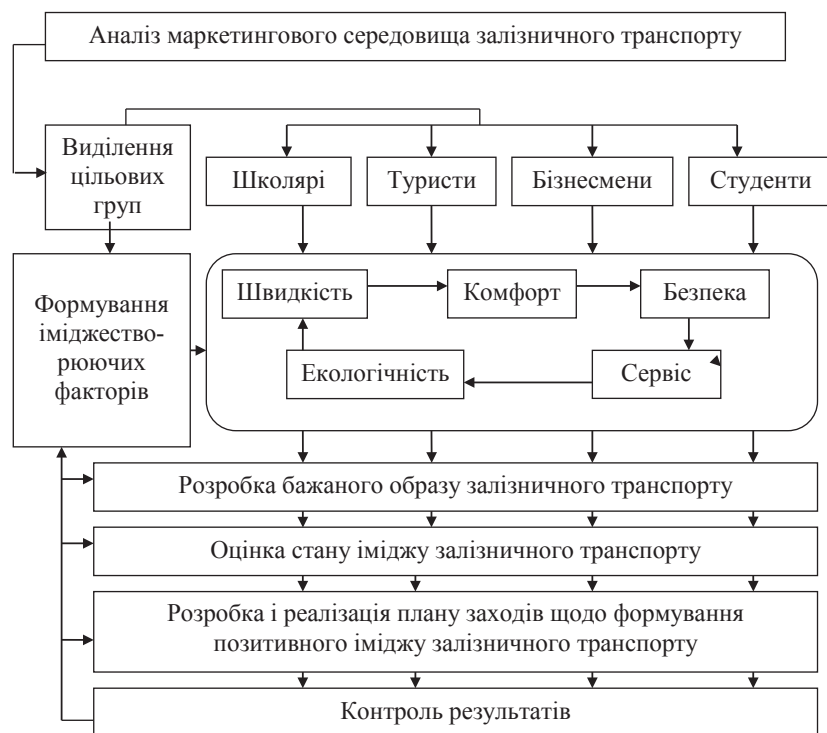 Аналіз маркетингового середовища залізничного транспорту
Виділення
цільових
груп
Школярі
Туристи
Бізнесмени
Студенти
Формування
іміджество-
рюючих
факторів
Швидкість
Комфорт
Безпека
Екологічність
Сервіс
Розробка бажаного образу залізничного транспорту
Оцінка стану іміджу залізничного транспорту
Розробка і реалізація плану заходів щодо формування
позитивного іміджу залізничного транспорту
Контроль результатів